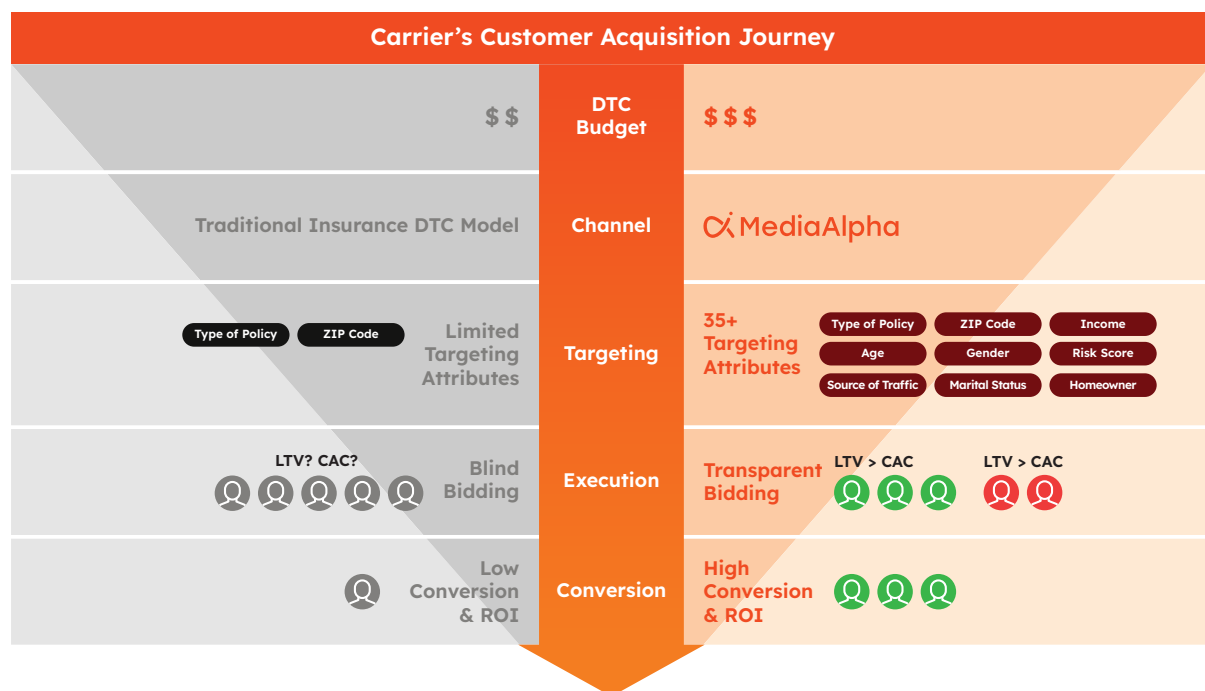 Carrier's Customer Acquisition Journey
$ $
DTC
Budget
$ $ $
Traditional Insurance DTC Model
Channel
MediaAlpha
Type of Policy
ZIP Code
Limited
Targeting
Attributes
Targeting
35+
Targeting
Attributes
Type of Policy
ZIP Code
Income
Age
Gender
Risk Score
Source of Traffic
Marital Status
Homeowner
LTV? CAC?
Blind
Bidding
Execution
Transparent
Bidding
LTV > CAC
LTV > CAC
Low
Conversion
& ROI
Conversion
High
Conversion
& ROI